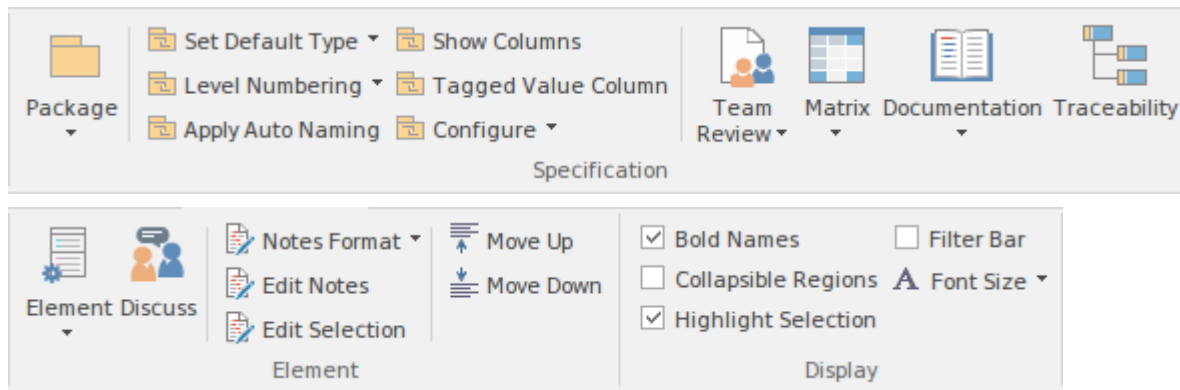 Set Default Type
Show Columns
Level Numbering
Tagged Value Column
Apply Auto Naming
Configure
Package
Team Review
Matrix
Documentation
Traceability
Specification
Notes Format
Move Up
Edit Notes
Move Down
Edit Selection
Element
Discuss
Element
Bold Names
Filter Bar
Collapsible Regions
Font Size
Highlight Selection
Display